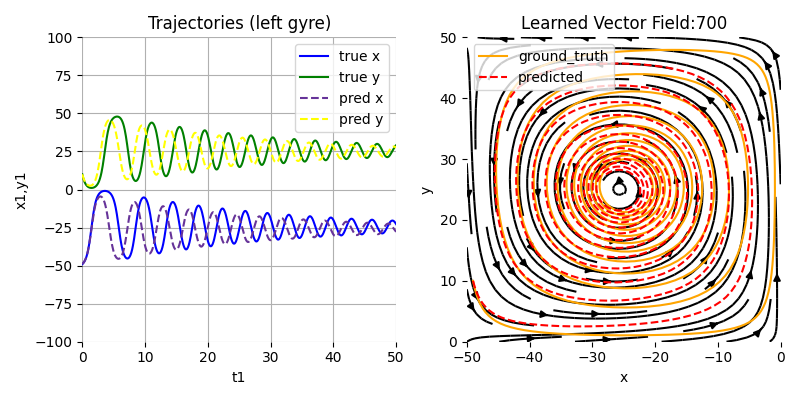 Trajectories (left gyre)
100
75
50
25
0
−25
−50
−75
−100
x1,y1
0
10
20
30
40
50
t1
true x
true y
pred x
pred y
Learned Vector Field:700
50
40
30
20
10
0
y
−50
−40
−30
−20
−10
0
x
ground_truth
predicted